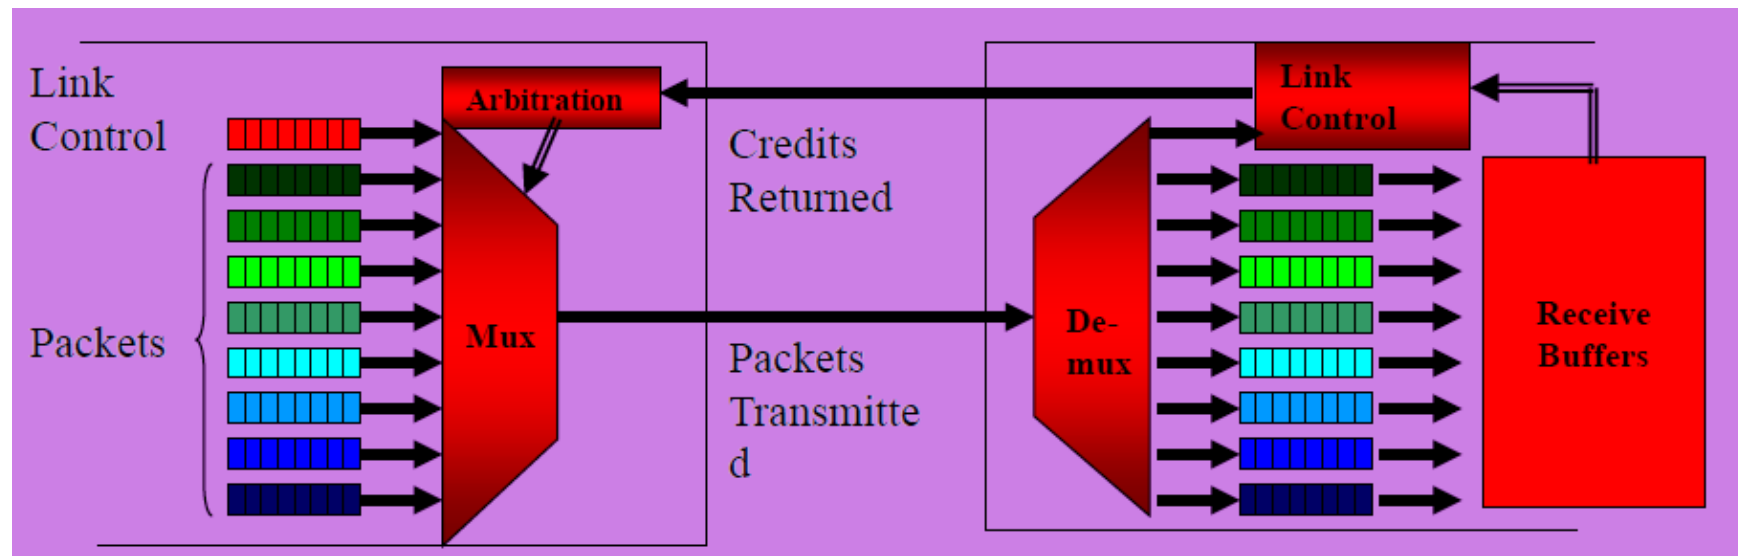 Link
Control
Packets
Arbitration
Mux
Credits
Returned
Packets
Transmitte
d
De-
mux
Link
Control
Receive
Buffers